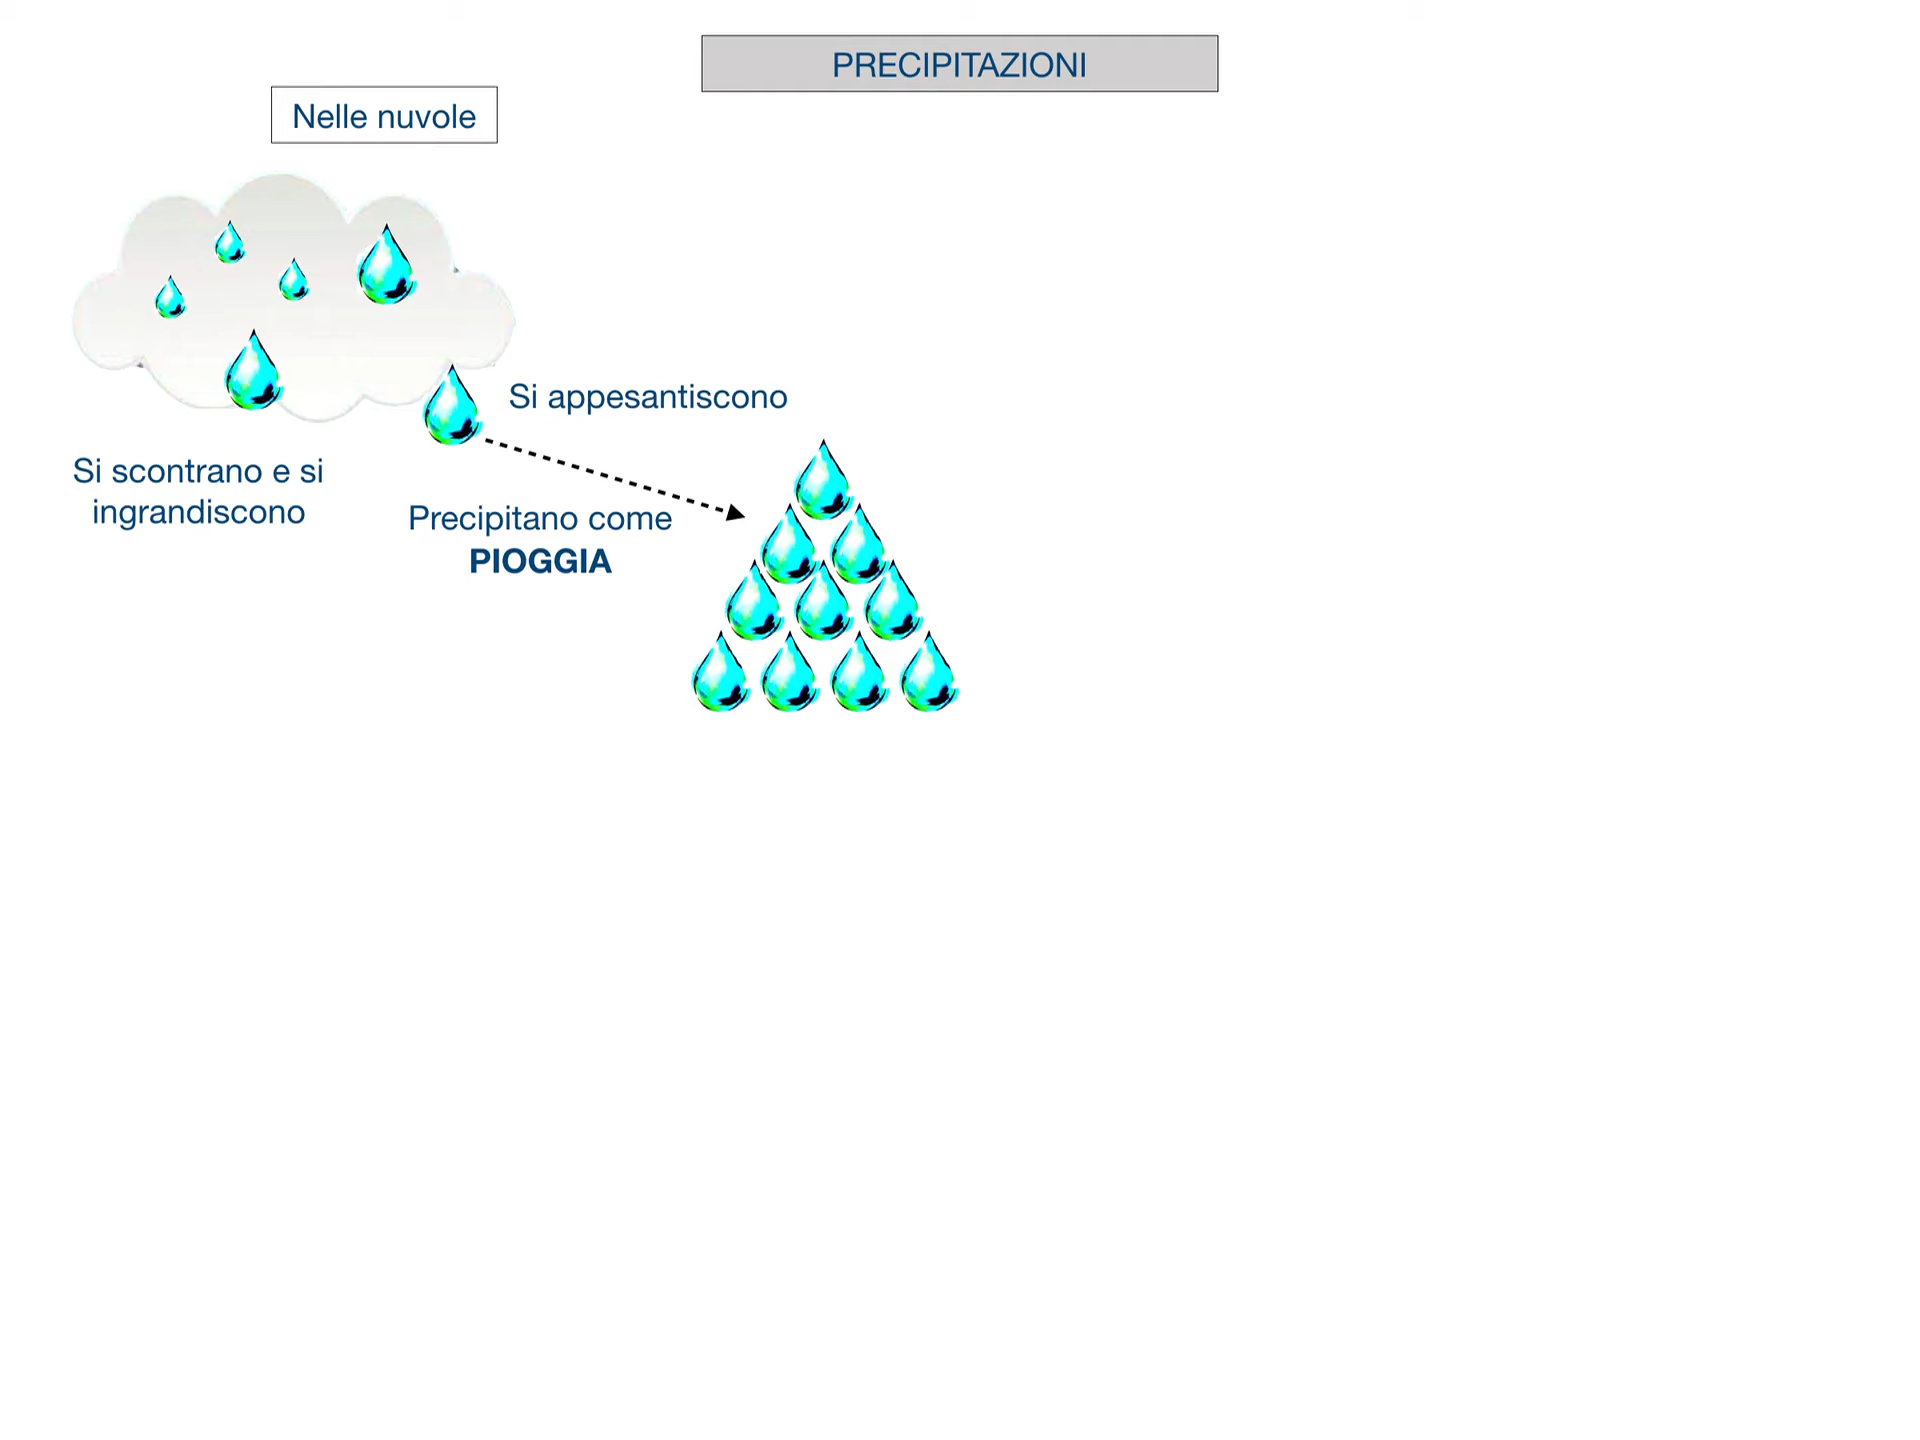 PRECIPITAZIONI
Nelle nuvole
Si appesantiscono
Si scontrano e si
ingrandiscono
Precipitano come
PIOGGIA